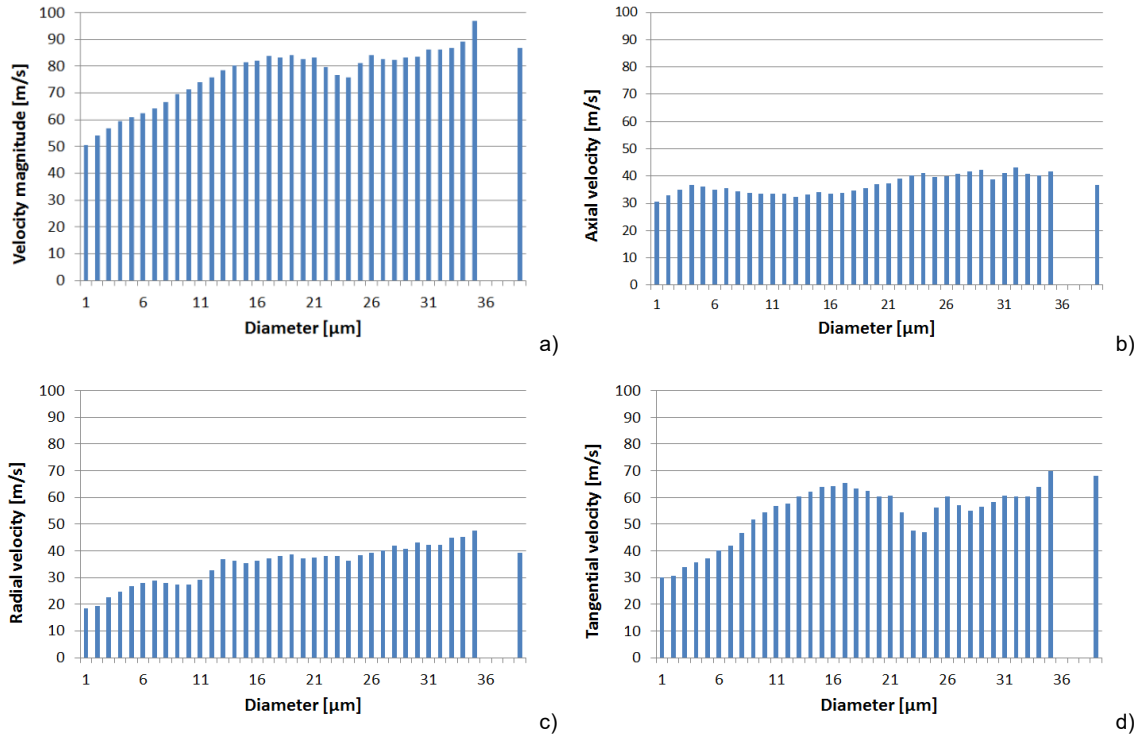 100
90
80
70
60
50
40
30
20
10
0
Velocity magnitude [m/s]
1 6 11 16 21 26 31 36
Diameter [µm]
a)
100
90
80
70
60
50
40
30
20
10
0
Axial velocity [m/s]
1 6 11 16 21 26 31 36
Diameter [µm]
b)
100
90
80
70
60
50
40
30
20
10
0
Radial velocity [m/s]
1 6 11 16 21 26 31 36
Diameter [µm]
c)
100
90
80
70
60
50
40
30
20
10
0
Tangential velocity [m/s]
1 6 11 16 21 26 31 36
Diameter [µm]
d)